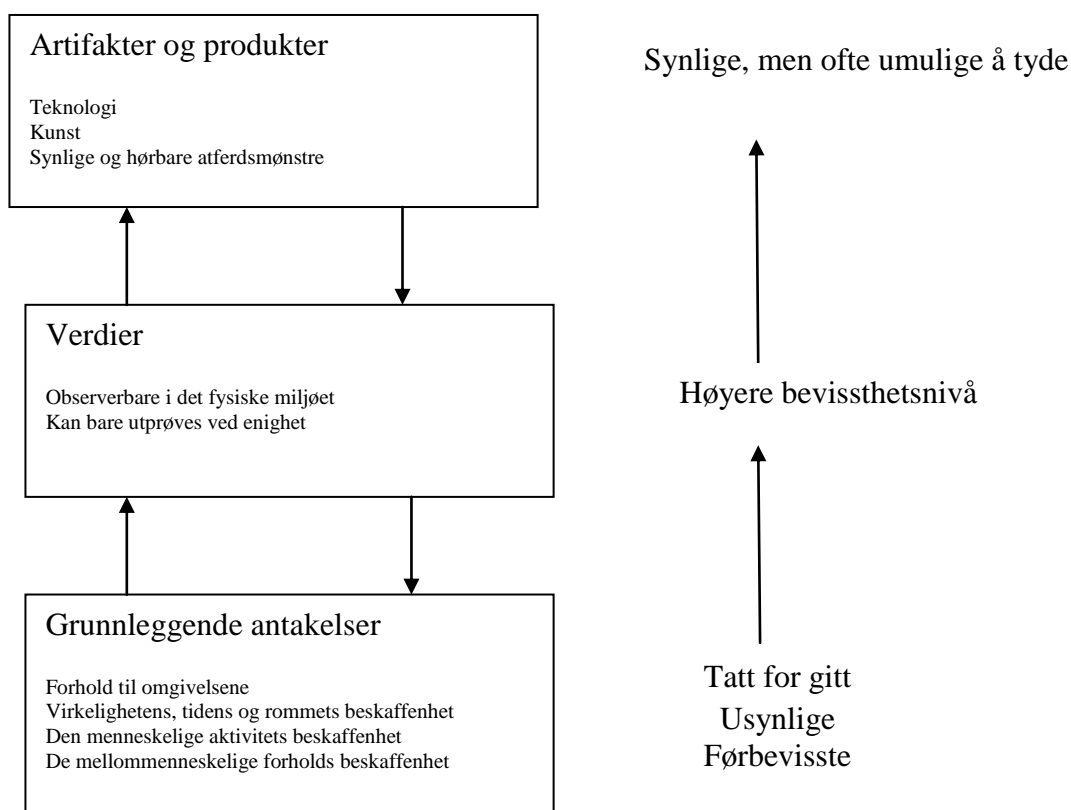 Artifakter og produkter
Teknologi
Kunst
Synlige og hørbare atferdsmønstre
Synlige, men ofte umulige å tyde
Verdier
Observerbare i det fysiske miljøet
Kan bare utprøves ved enighet
Høyere bevissthetsnivå
Grunnleggende antakelser
Forhold til omgivelsene
Virkelighetens, tidens og rommets beskaffenhet
Den menneskelige aktivitets beskaffenhet
De mellommenneskelige forholds beskaffenhet
Tatt for gitt
Usynlige
Førbevisste